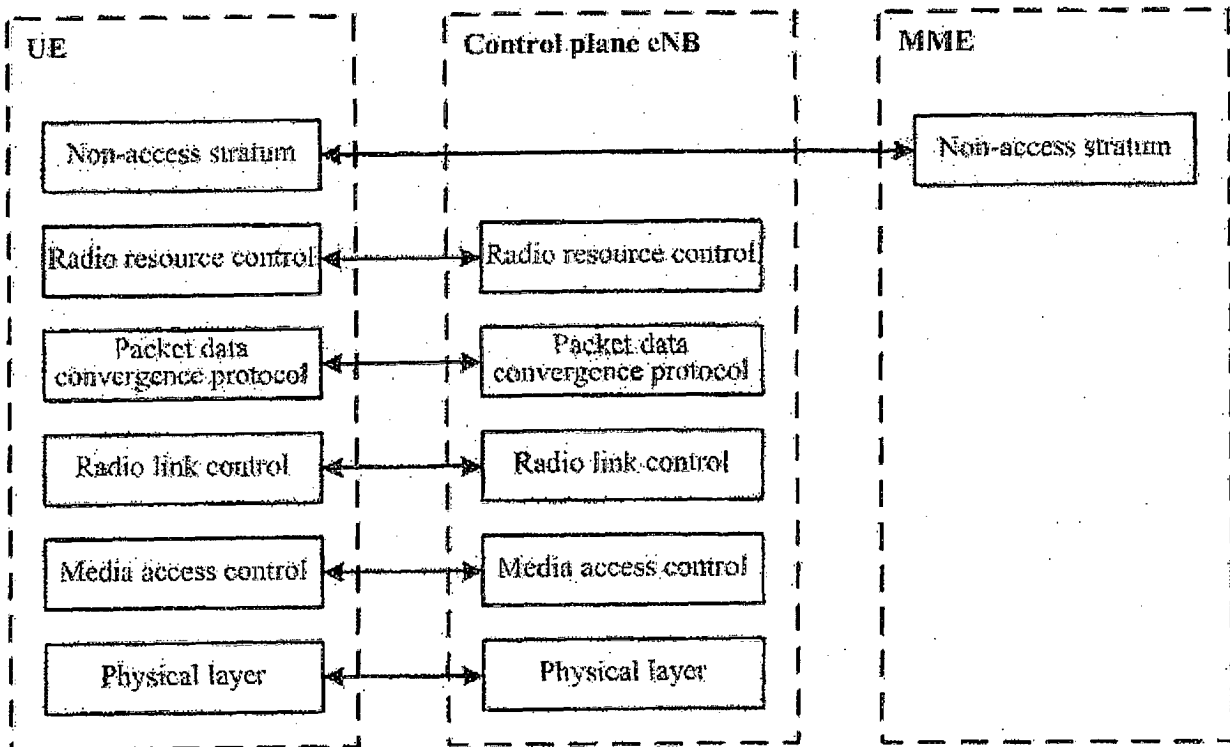 UE
Control plane eNB
MME
Non-access stratum
Non-access stratum
Radio resource control
Radio resource control
Packet data
convergence protocol
Packet data
convergence protocol
Radio link control
Radio link control
Media access control
Media access control
Physical layer
Physical layer